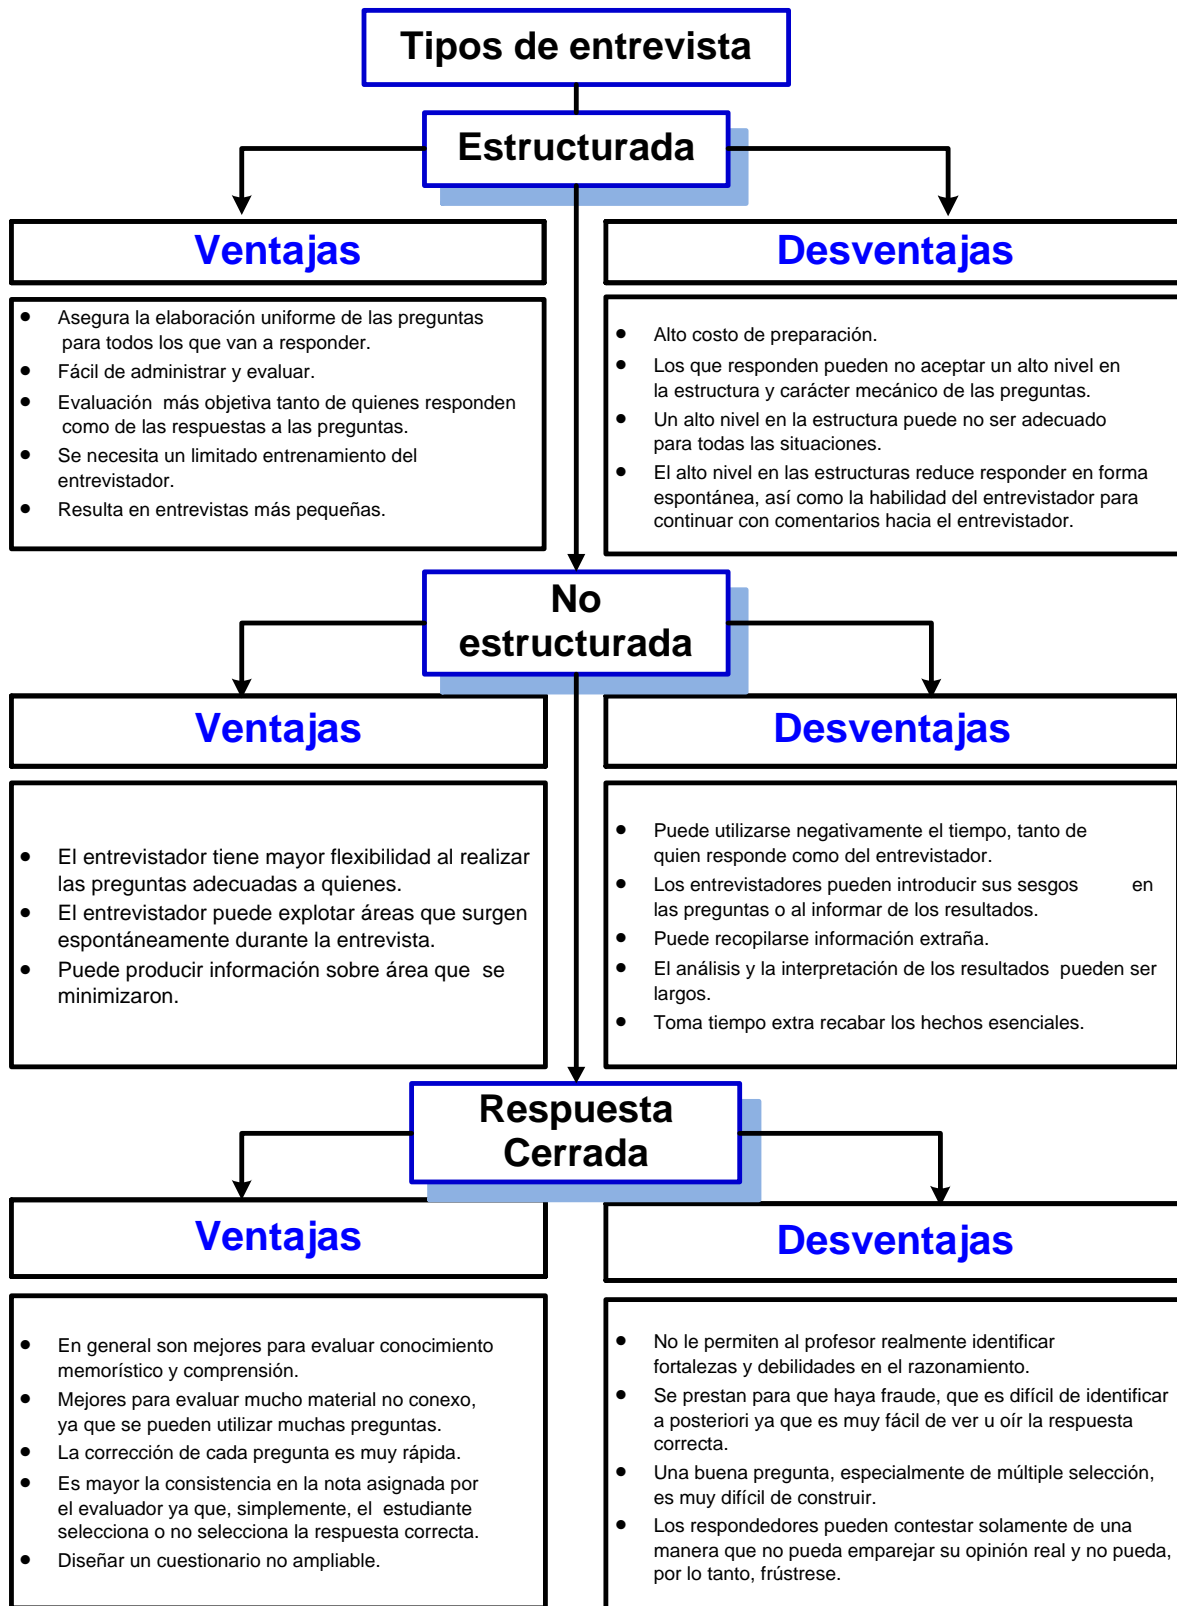 Tipos de entrevista
Estructurada
Ventajas
Asegura la elaboración uniforme de las preguntas
para todos los que van a responder.
Fácil de administrar y evaluar.
Evaluación más objetiva tanto de quienes responden
como de las respuestas a las preguntas.
Se necesita un limitado entrenamiento del
entrevistador.
Resulta en entrevistas más pequeñas.
Desventajas
Alto costo de preparación.
Los que responden pueden no aceptar un alto nivel en
la estructura y carácter mecánico de las preguntas.
Un alto nivel en la estructura puede no ser adecuado
para todas las situaciones.
El alto nivel en las estructuras reduce responder en forma
espontánea, así como la habilidad del entrevistador para
continuar con comentarios hacia el entrevistador.
No
estructurada
Ventajas
El entrevistador tiene mayor flexibilidad al realizar
las preguntas adecuadas a quienes.
El entrevistador puede explotar áreas que surgen
espontáneamente durante la entrevista.
Puede producir información sobre área que se
minimizaron.
Desventajas
Puede utilizarse negativamente el tiempo, tanto de
quien responde como del entrevistador.
Los entrevistadores pueden introducir sus sesgos en
las preguntas o al informar de los resultados.
Puede recopilarse información extraña.
El análisis y la interpretación de los resultados pueden ser
largos.
Toma tiempo extra recabar los hechos esenciales.
Respuesta
Cerrada
Ventajas
En general son mejores para evaluar conocimiento
memorístico y comprensión.
Mejores para evaluar mucho material no conexo,
ya que se pueden utilizar muchas preguntas.
La corrección de cada pregunta es muy rápida.
Es mayor la consistencia en la nota asignada por
el evaluador ya que, simplemente, el estudiante
selecciona o no selecciona la respuesta correcta.
Diseñar un cuestionario no ampliable.
Desventajas
No le permiten al profesor realmente identificar
fortalezas y debilidades en el razonamiento.
Se prestan para que haya fraude, que es difícil de identificar
a posteriori ya que es muy fácil de ver u oír la respuesta
correcta.
Una buena pregunta, especialmente de múltiple selección,
es muy difícil de construir.
Los respondedores pueden contestar solamente de una
manera que no pueda emparejar su opinión real y no pueda,
por lo tanto, frústrese.